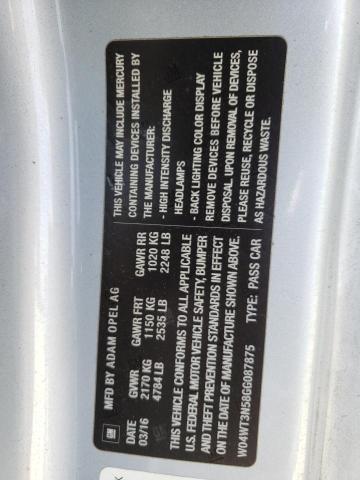 GM
MFD BY ADAM OPEL AG
DATE GVWR GAWR FRT GAWR RR
03/16 2170 KG 1150 KG 1020 KG
4784 LB 2535 LB 2248 LB
THIS VEHICLE CONFORMS TO ALL APPLICABLE
U.S. FEDERAL MOTOR VEHICLE SAFETY, BUMPER
AND THEFT PREVENTION STANDARDS IN EFFECT
ON THE DATE OF MANUFACTURE SHOWN ABOVE.
W04WT3N58GG087875 TYPE: PASS CAR
THIS VEHICLE MAY INCLUDE MERCURY
CONTAINING DEVICES INSTALLED BY
THE MANUFACTURER:
- HIGH INTENSITY DISCHARGE
HEADLAMPS
- BACK LIGHTING COLOR DISPLAY
REMOVE DEVICES BEFORE VEHICLE
DISPOSAL. UPON REMOVAL OF DEVICES,
PLEASE REUSE, RECYCLE OR DISPOSE
AS HAZARDOUS WASTE.